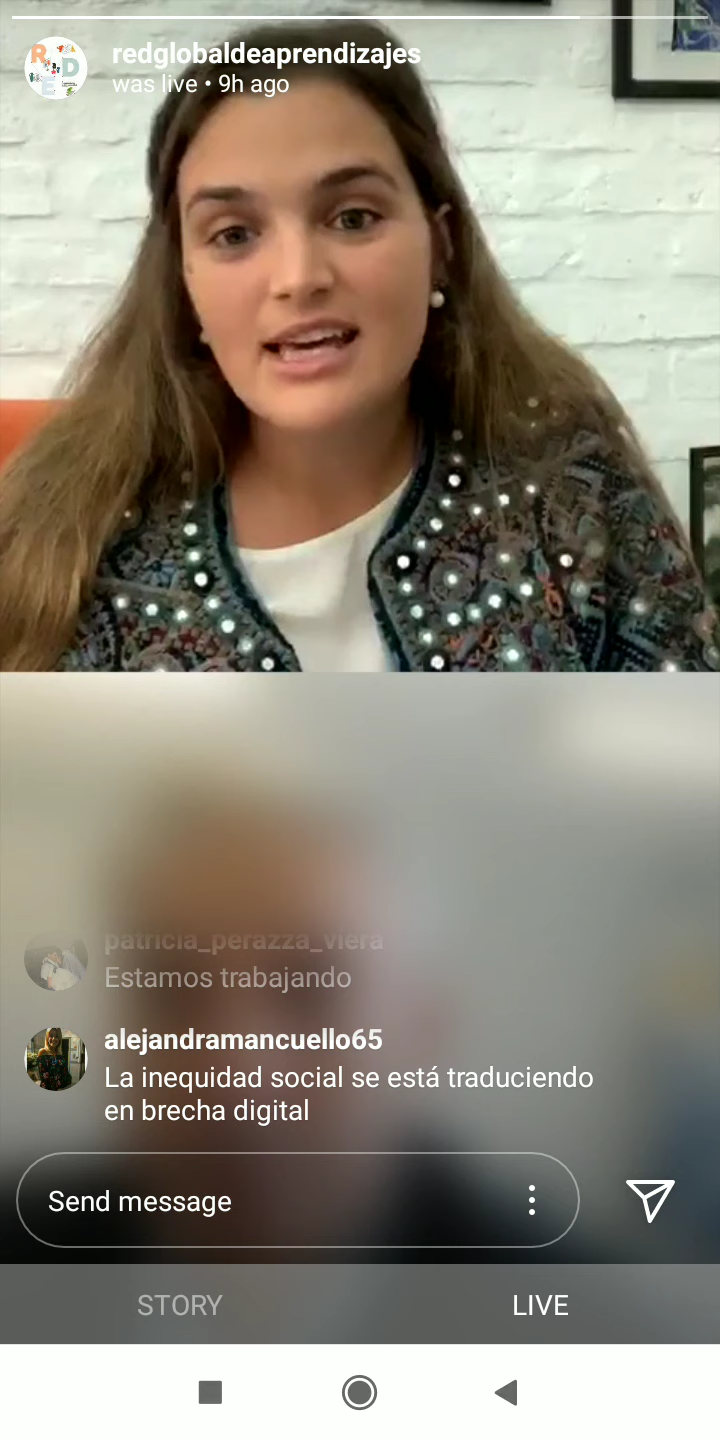 RED
redglobaldeaprendizajes
was live • 9h ago
patricia_perazza_viera
Estamos trabajando
alejandramancuello65
La inequidad social se está traduciendo
en brecha digital
Send message
STORY
LIVE